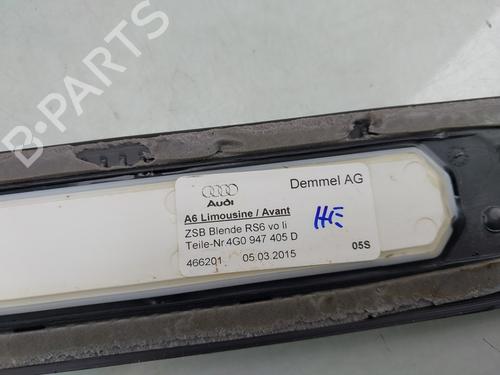 Audi
Demmel AG
A6 Limousine / Avant
ZSB Blende RS6 vo li
Teile-Nr 4G0 947 405 D
466201 05.03.2015 05S
HE
B-PARTS